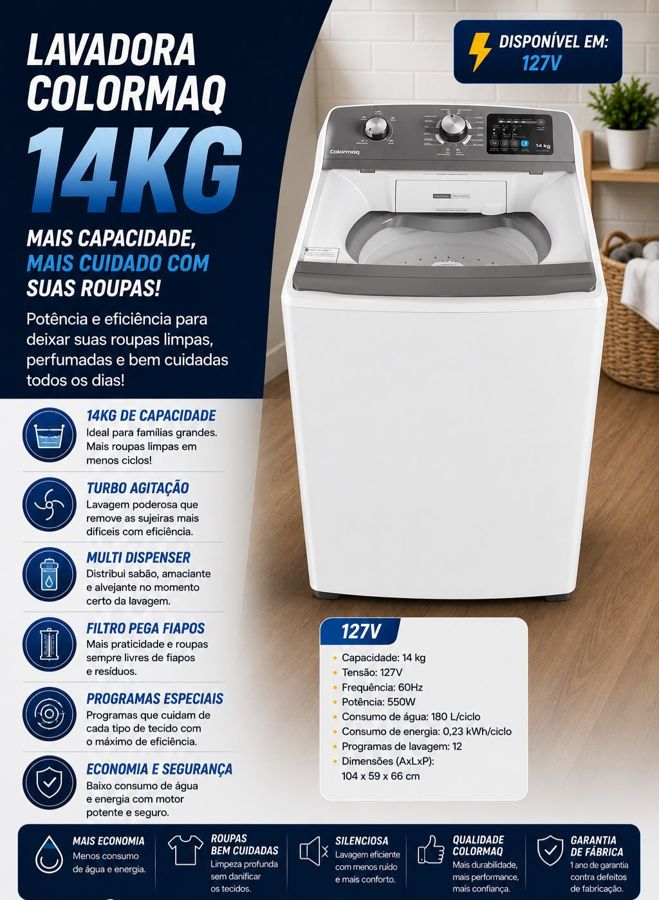 LAVADORA
COLORMAQ
14KG
MAIS CAPACIDADE,
MAIS CUIDADO COM
SUAS ROUPAS!
Potência e eficiência para
deixar suas roupas limpas,
perfumadas e bem cuidadas
todos os dias!
DISPONÍVEL EM:
127V
Colormaq
14 kg
14KG DE CAPACIDADE
Ideal para famílias grandes.
Mais roupas limpas em
menos ciclos!
TURBO AGITAÇÃO
Lavagem poderosa que
remove as sujeiras mais
difíceis com eficiência.
MULTI DISPENSER
Distribui sabão, amaciante
e alvejante no momento
certo da lavagem.
FILTRO PEGA FIAPOS
Mais praticidade e roupas
sempre livres de fiapos
e resíduos.
PROGRAMAS ESPECIAIS
Programas que cuidam de
cada tipo de tecido com
o máximo de eficiência.
ECONOMIA E SEGURANÇA
Baixo consumo de água
e energia com motor
potente e seguro.
127V
• Capacidade: 14 kg
• Tensão: 127V
• Frequência: 60Hz
• Potência: 550W
• Consumo de água: 180 L/ciclo
• Consumo de energia: 0,23 kWh/ciclo
• Programas de lavagem: 12
• Dimensões (AxLxP):
104 x 59 x 66 cm
MAIS ECONOMIA
Menos consumo
de água e energia.
ROUPAS
BEM CUIDADAS
Limpeza profunda
sem danificar
os tecidos.
SILENCIOSA
Lavagem eficiente
com menos ruído
e mais conforto.
QUALIDADE
COLORMAQ
Mais durabilidade,
mais performance,
mais confiança.
GARANTIA
DE FÁBRICA
1 ano de garantia
contra defeitos
de fabricação.